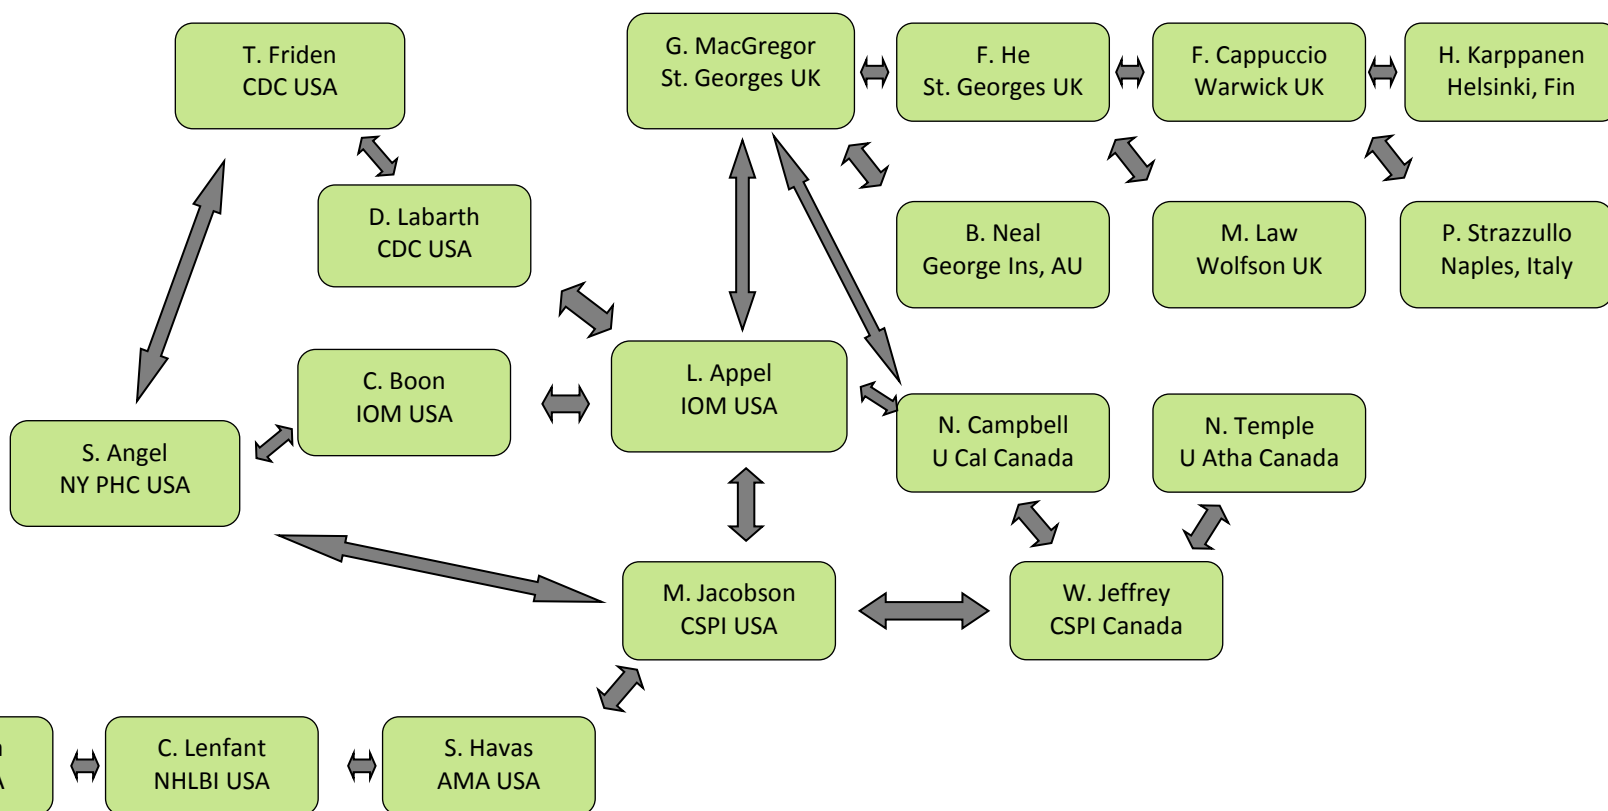 T. Friden
CDC USA
G. MacGregor
St. Georges UK
F. He
St. Georges UK
F. Cappuccio
Warwick UK
H. Karppanen
Helsinki, Fin
D. Labarth
CDC USA
B. Neal
George Ins, AU
M. Law
Wolfson UK
P. Strazzullo
Naples, Italy
C. Boon
IOM USA
L. Appel
IOM USA
S. Angel
NY PHC USA
N. Campbell
U Cal Canada
N. Temple
U Atha Canada
M. Jacobson
CSPI USA
W. Jeffrey
CSPI Canada
C. Lenfant
NHLBI USA
S. Havas
AMA USA